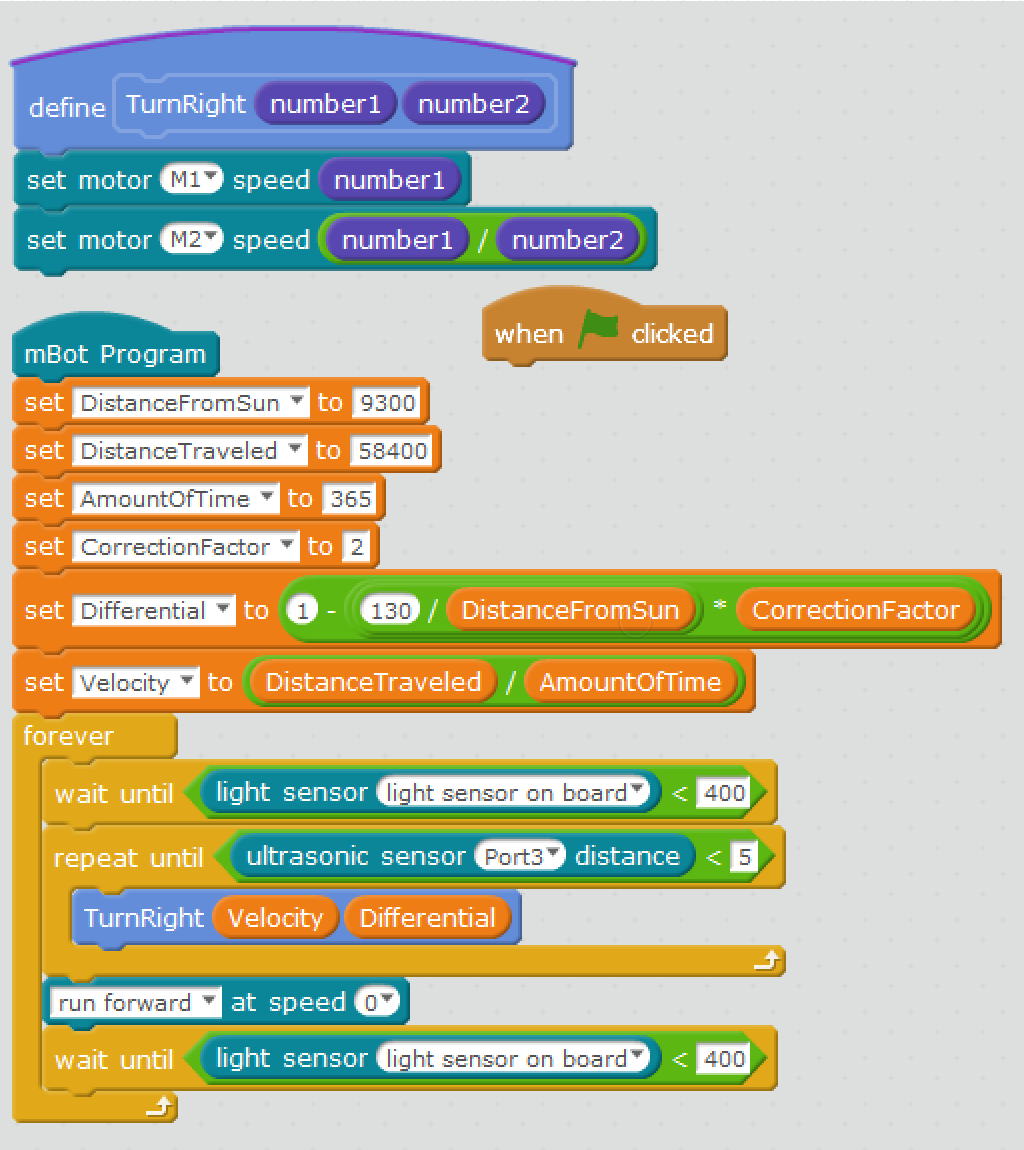 define TurnRight number1 number2
set motor M1 speed number1
set motor M2 speed number1 / number2
when clicked
mBot Program
set DistanceFromSun to 9300
set DistanceTraveled to 58400
set AmountOfTime to 365
set CorrectionFactor to 2
set Differential to 1 - 130 / DistanceFromSun * CorrectionFactor
set Velocity to DistanceTraveled / AmountOfTime
forever
wait until light sensor light sensor on board < 400
repeat until ultrasonic sensor Port3 distance < 5
TurnRight Velocity Differential
run forward at speed 0
wait until light sensor light sensor on board < 400